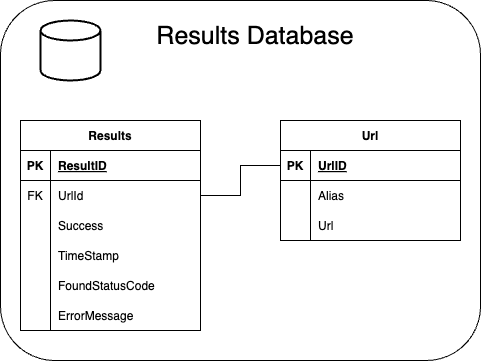 Results Database
Results
PK ResultID
FK UrlId
Success
TimeStamp
FoundStatusCode
ErrorMessage
Url
PK UrlID
Alias
Url